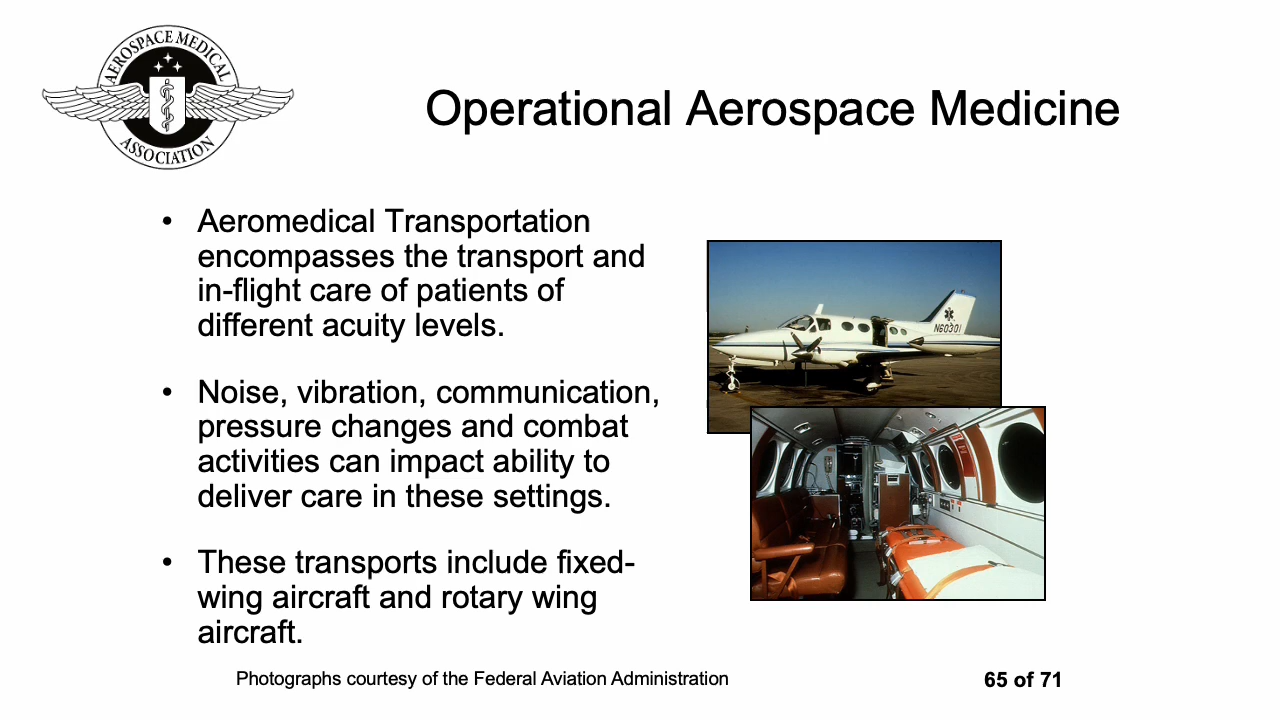 AEROSPACE MEDICAL
ASSOCIATION
Operational Aerospace Medicine
• Aeromedical Transportation
encompasses the transport and
in-flight care of patients of
different acuity levels.
• Noise, vibration, communication,
pressure changes and combat
activities can impact ability to
deliver care in these settings.
• These transports include fixed-
wing aircraft and rotary wing
aircraft.
N60301
Photographs courtesy of the Federal Aviation Administration
65 of 71